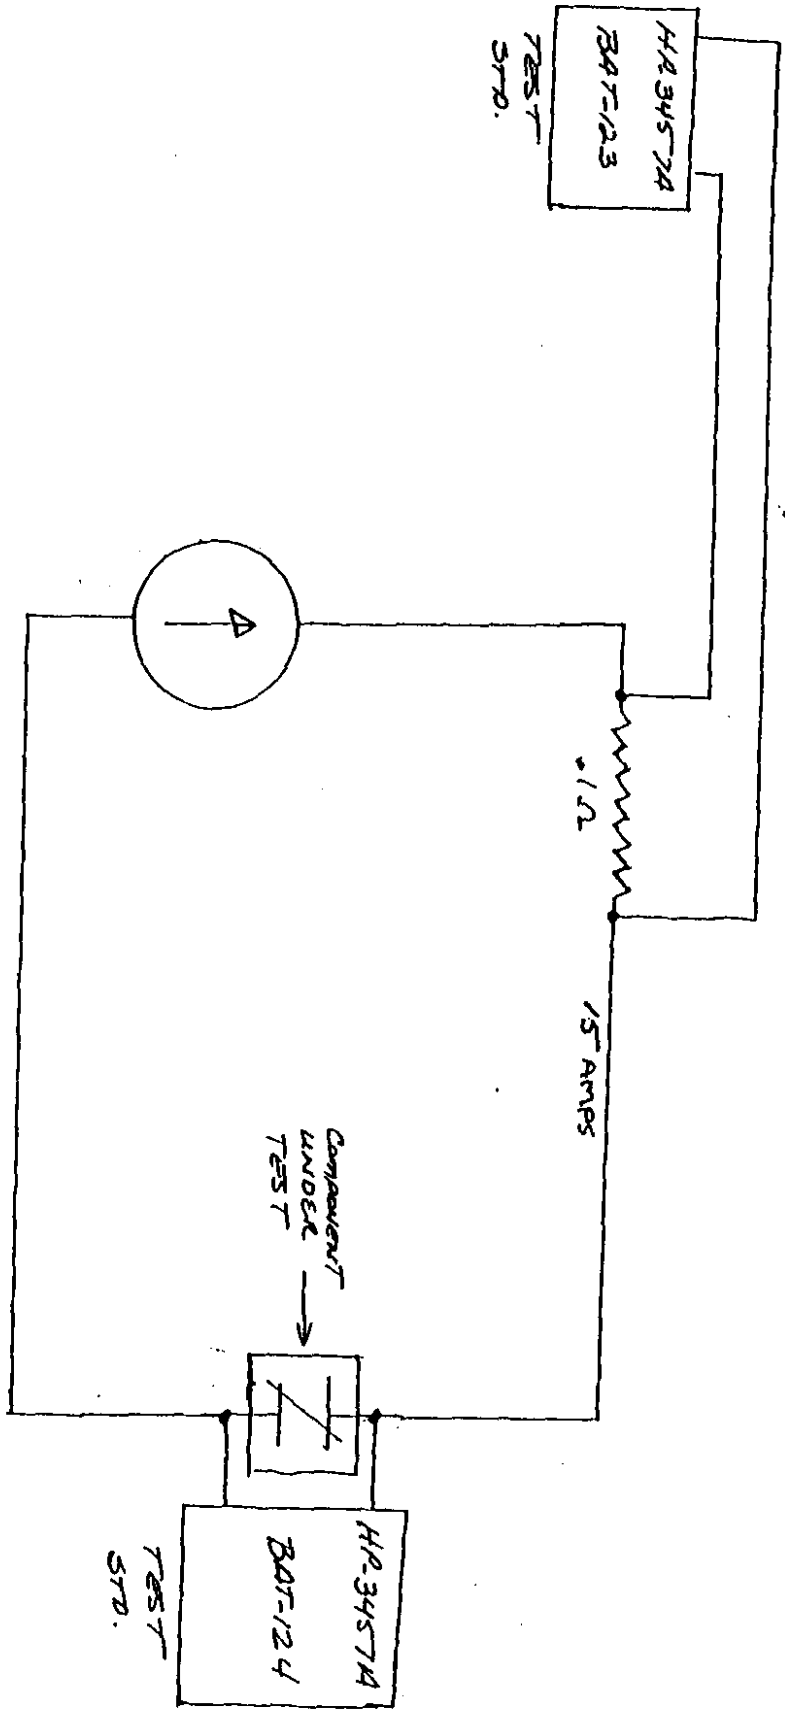 HP-3457A
BAT-123
TEST
STD.
.1Ω
15 AMPS
COMPONENT
UNDER
TEST
HP-3457A
BAT-124
TEST
STD.